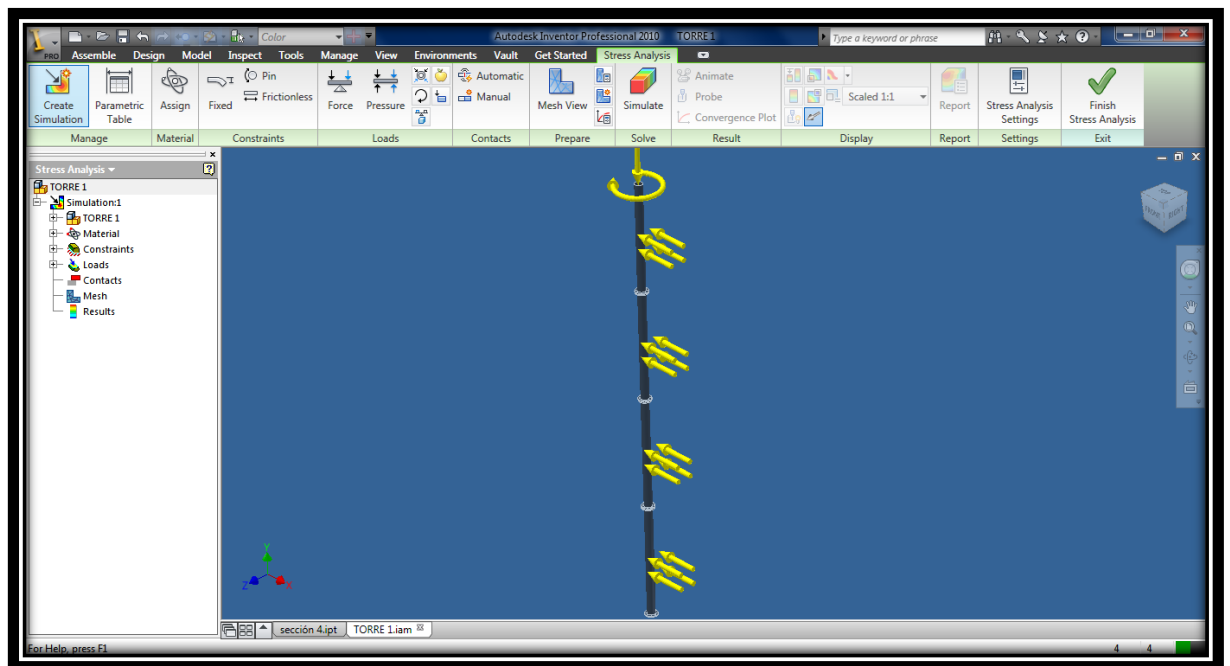 Color Autodesk Inventor Professional 2010 TORRE 1 Type a keyword or phrase
PRO Assemble Design Model Inspect Tools Manage View Environments Vault Get Started Stress Analysis
Create Simulation
Parametric Table
Assign
Fixed
Pin
Frictionless
Force
Pressure
Automatic
Manual
Mesh View
Simulate
Animate
Probe
Convergence Plot
Scaled 1:1
Report
Stress Analysis Settings
Finish Stress Analysis
Manage Material Constraints Loads Contacts Prepare Solve Result Display Report Settings Exit
Stress Analysis
TORRE 1
Simulation:1
TORRE 1
Material
Constraints
Loads
Contacts
Mesh
Results
RIGHT
Y
Z X
sección 4.ipt TORRE 1.iam
For Help, press F1 4 4